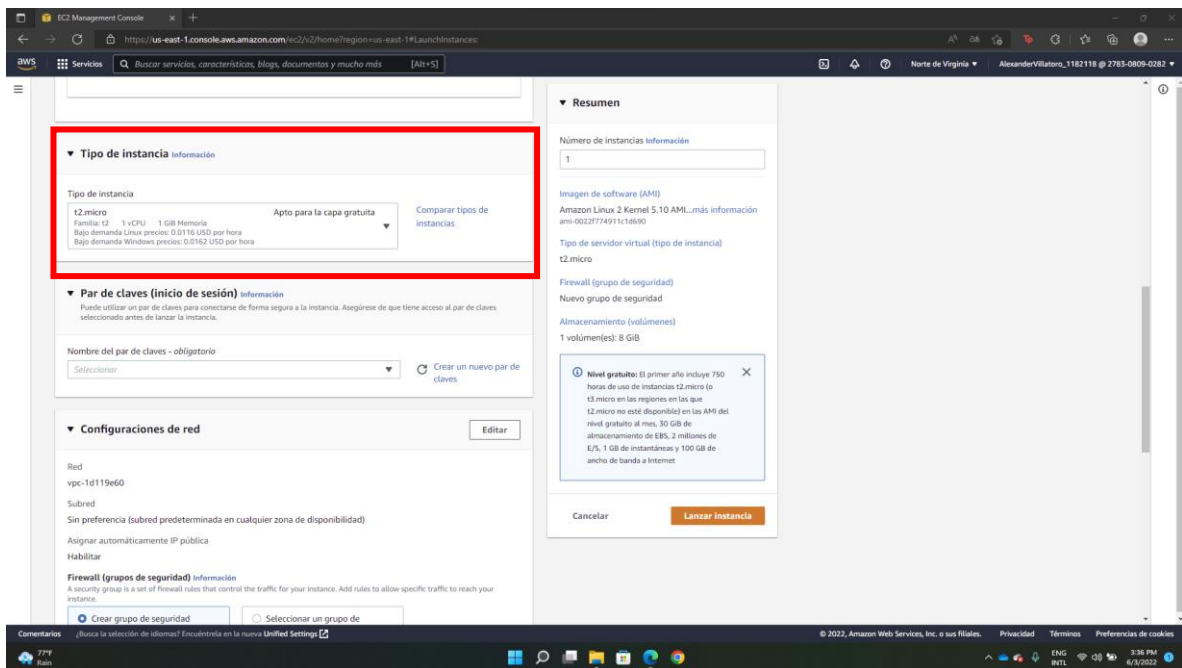 EC2 Management Console
https://us-east-1.console.aws.amazon.com/ec2/v2/home?region=us-east-1#LaunchInstances:
aws
Servicios
Buscar servicios, características, blogs, documentos y mucho más
[Alt+S]
Norte de Virginia
AlexanderVillatoro_1182118 @ 2783-0809-0282
Tipo de instancia Información
Tipo de instancia
t2.micro
Apto para la capa gratuita
Familia: t2 1 vCPU 1 GiB Memoria
Bajo demanda Linux precios: 0.0116 USD por hora
Bajo demanda Windows precios: 0.0162 USD por hora
Comparar tipos de
instancias
Par de claves (inicio de sesión) Información
Puede utilizar un par de claves para conectarse de forma segura a la instancia. Asegúrese de que tiene acceso al par de claves
seleccionado antes de lanzar la instancia.
Nombre del par de claves - obligatorio
Seleccionar
Crear un nuevo par de
claves
Configuraciones de red
Editar
Red
vpc-1d119e60
Subred
Sin preferencia (subred predeterminada en cualquier zona de disponibilidad)
Asignar automáticamente IP pública
Habilitar
Firewall (grupos de seguridad) Información
A security group is a set of firewall rules that control the traffic for your instance. Add rules to allow specific traffic to reach your
instance.
Crear grupo de seguridad
Seleccionar un grupo de
Resumen
Número de instancias Información
1
Imagen de software (AMI)
Amazon Linux 2 Kernel 5.10 AMI...más información
ami-0022f774911c1d690
Tipo de servidor virtual (tipo de instancia)
t2.micro
Firewall (grupo de seguridad)
Nuevo grupo de seguridad
Almacenamiento (volúmenes)
1 volúmen(es): 8 GiB
Nivel gratuito: El primer año incluye 750
horas de uso de instancias t2.micro (o
t3.micro en las regiones en las que
t2.micro no esté disponible) en las AMI del
nivel gratuito al mes, 30 GiB de
almacenamiento de EBS, 2 millones de
E/S, 1 GB de instantáneas y 100 GB de
ancho de banda a Internet
Cancelar
Lanzar instancia
Comentarios
¿Busca la selección de idiomas? Encuéntrela en la nueva Unified Settings
© 2022, Amazon Web Services, Inc. o sus filiales.
Privacidad
Términos
Preferencias de cookies
77°F
Rain
ENG
INTL
3:36 PM
6/3/2022